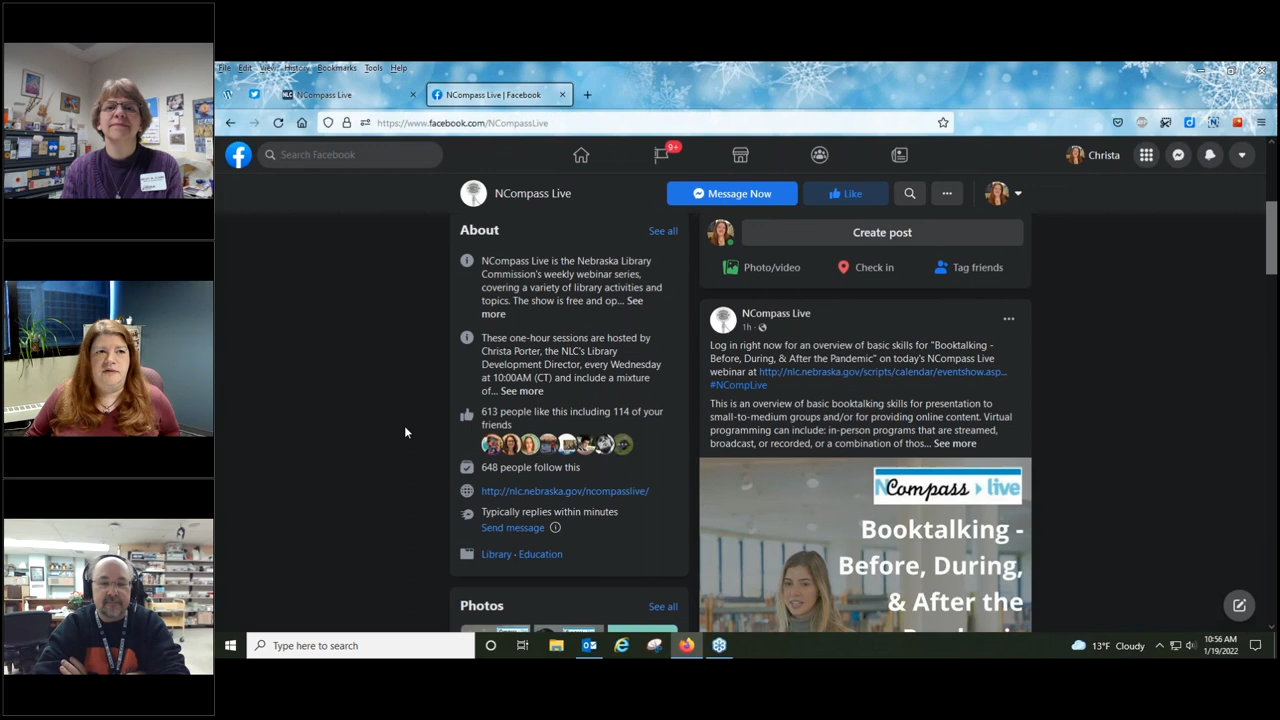 File Edit View History Bookmarks Tools Help
NCompass Live
NCompass Live | Facebook
https://www.facebook.com/NCompassLive
Search Facebook
9+
Christa
NCompass Live
Message Now
Like
About
See all
NCompass Live is the Nebraska Library
Commission's weekly webinar series,
covering a variety of library activities and
topics. The show is free and op... See
more
These one-hour sessions are hosted by
Christa Porter, the NLC's Library
Development Director, every Wednesday
at 10:00AM (CT) and include a mixture
of... See more
613 people like this including 114 of your
friends
648 people follow this
http://nlc.nebraska.gov/ncompasslive/
Typically replies within minutes
Send message
Library · Education
Photos
See all
Create post
Photo/video
Check in
Tag friends
NCompass Live
1h ·
Log in right now for an overview of basic skills for "Booktalking -
Before, During, & After the Pandemic" on today's NCompass Live
webinar at http://nlc.nebraska.gov/scripts/calendar/eventshow.asp...
#NCompLive
This is an overview of basic booktalking skills for presentation to
small-to-medium groups and/or for providing online content. Virtual
programming can include: in-person programs that are streamed,
broadcast, or recorded, or a combination of thos... See more
NCompass live
Booktalking -
Before, During,
& After the
Type here to search
13°F Cloudy
10:56 AM
1/19/2022